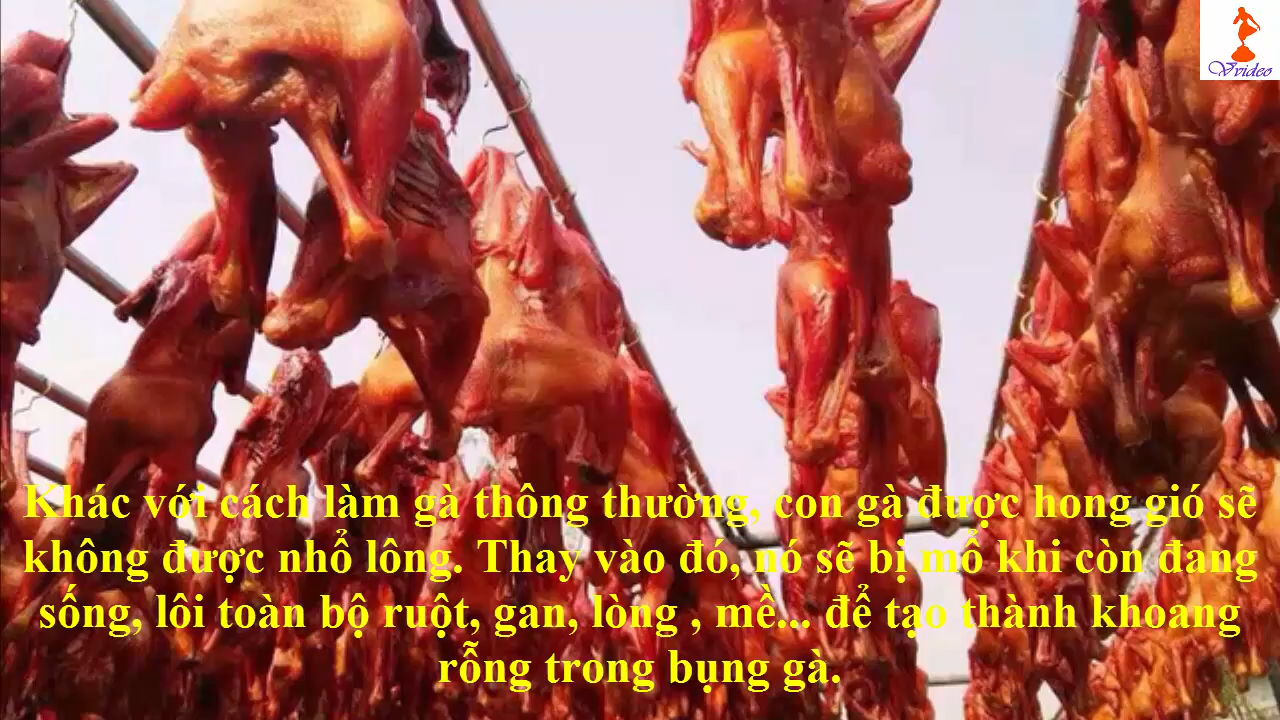 Vvideo
Khác với cách làm gà thông thường, con gà được hong gió sẽ
không được nhổ lông. Thay vào đó, nó sẽ bị mổ khi còn đang
sống, lôi toàn bộ ruột, gan, lòng , mề... để tạo thành khoang
rỗng trong bụng gà.